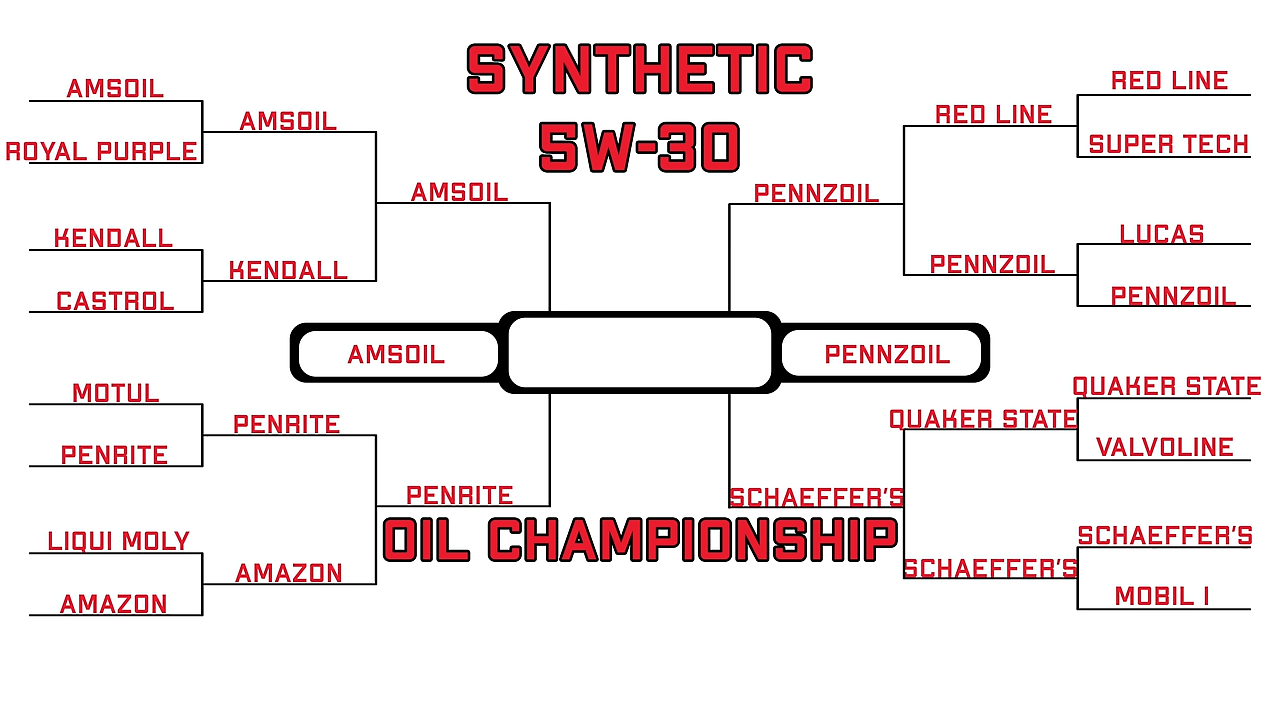 SYNTHETIC
5W-30
AMSOIL
ROYAL PURPLE
KENDALL
CASTROL
MOTUL
PENRITE
LIQUI MOLY
AMAZON
AMSOIL
KENDALL
PENRITE
AMAZON
AMSOIL
PENRITE
AMSOIL
PENNZOIL
PENNZOIL
SCHAEFFER'S
RED LINE
PENNZOIL
QUAKER STATE
SCHAEFFER'S
RED LINE
SUPER TECH
LUCAS
PENNZOIL
QUAKER STATE
VALVOLINE
SCHAEFFER'S
MOBIL 1
OIL CHAMPIONSHIP